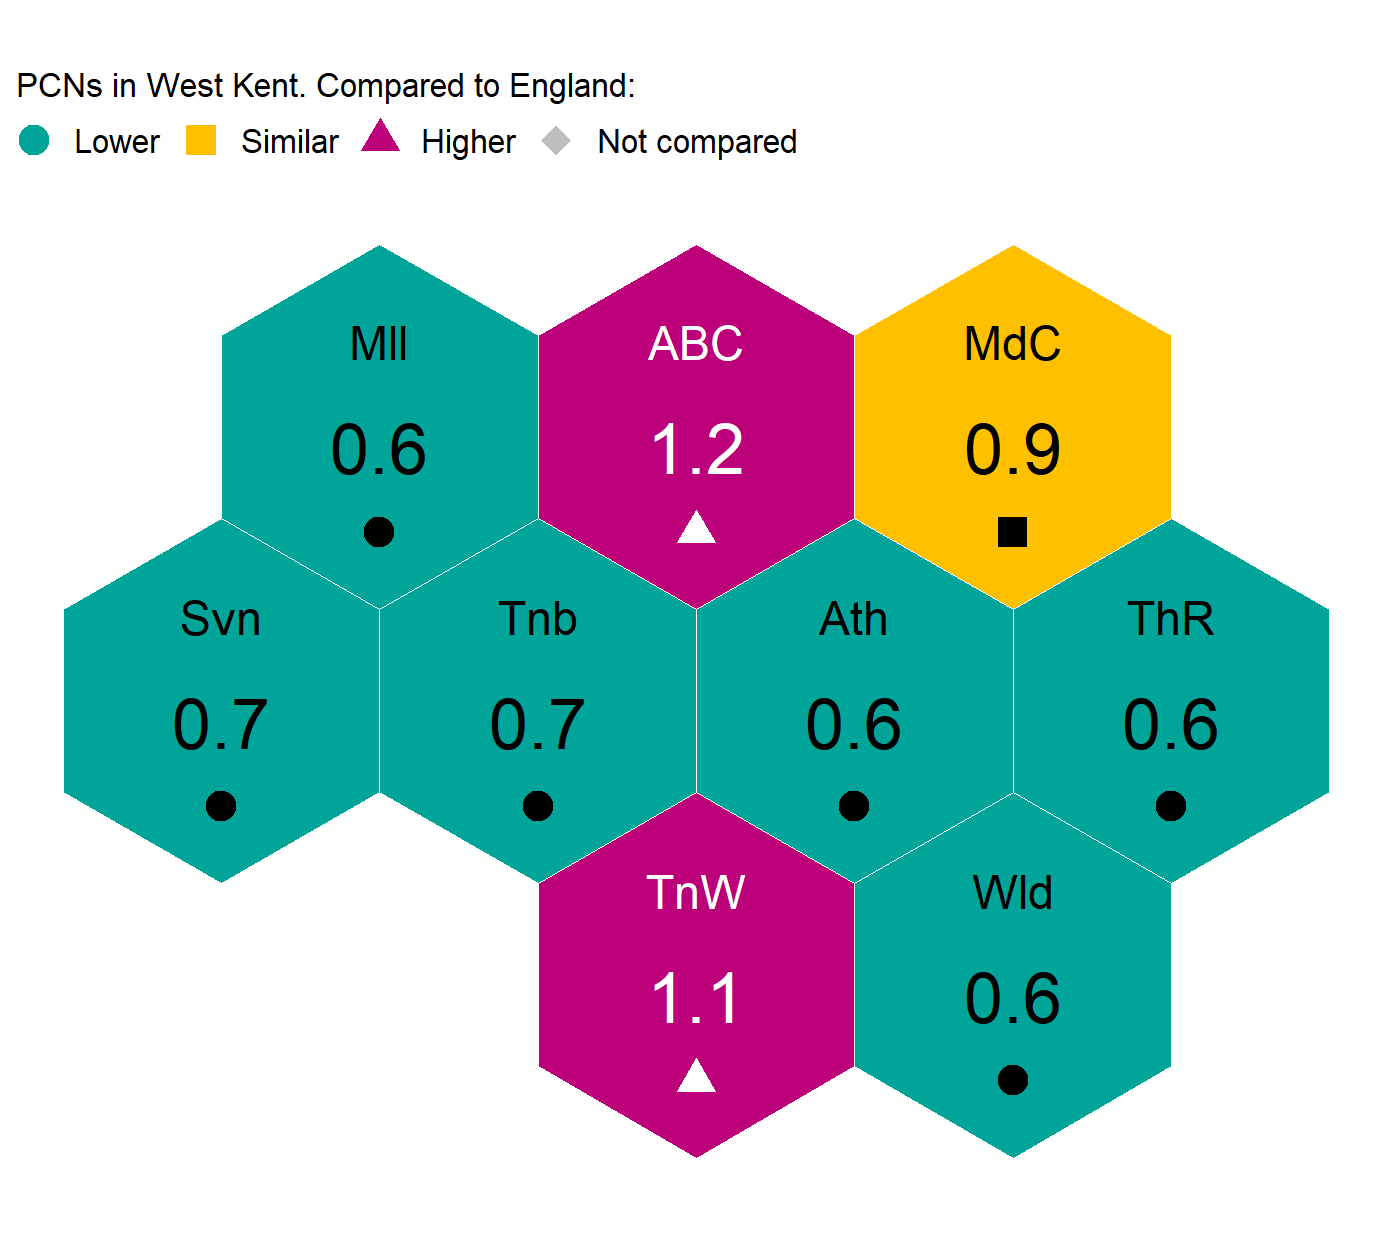 PCNs in West Kent. Compared to England:
Lower Similar Higher Not compared
Mll ABC MdC
0.6 1.2 0.9
Svn Tnb Ath ThR
0.7 0.7 0.6 0.6
TnW Wld
1.1 0.6